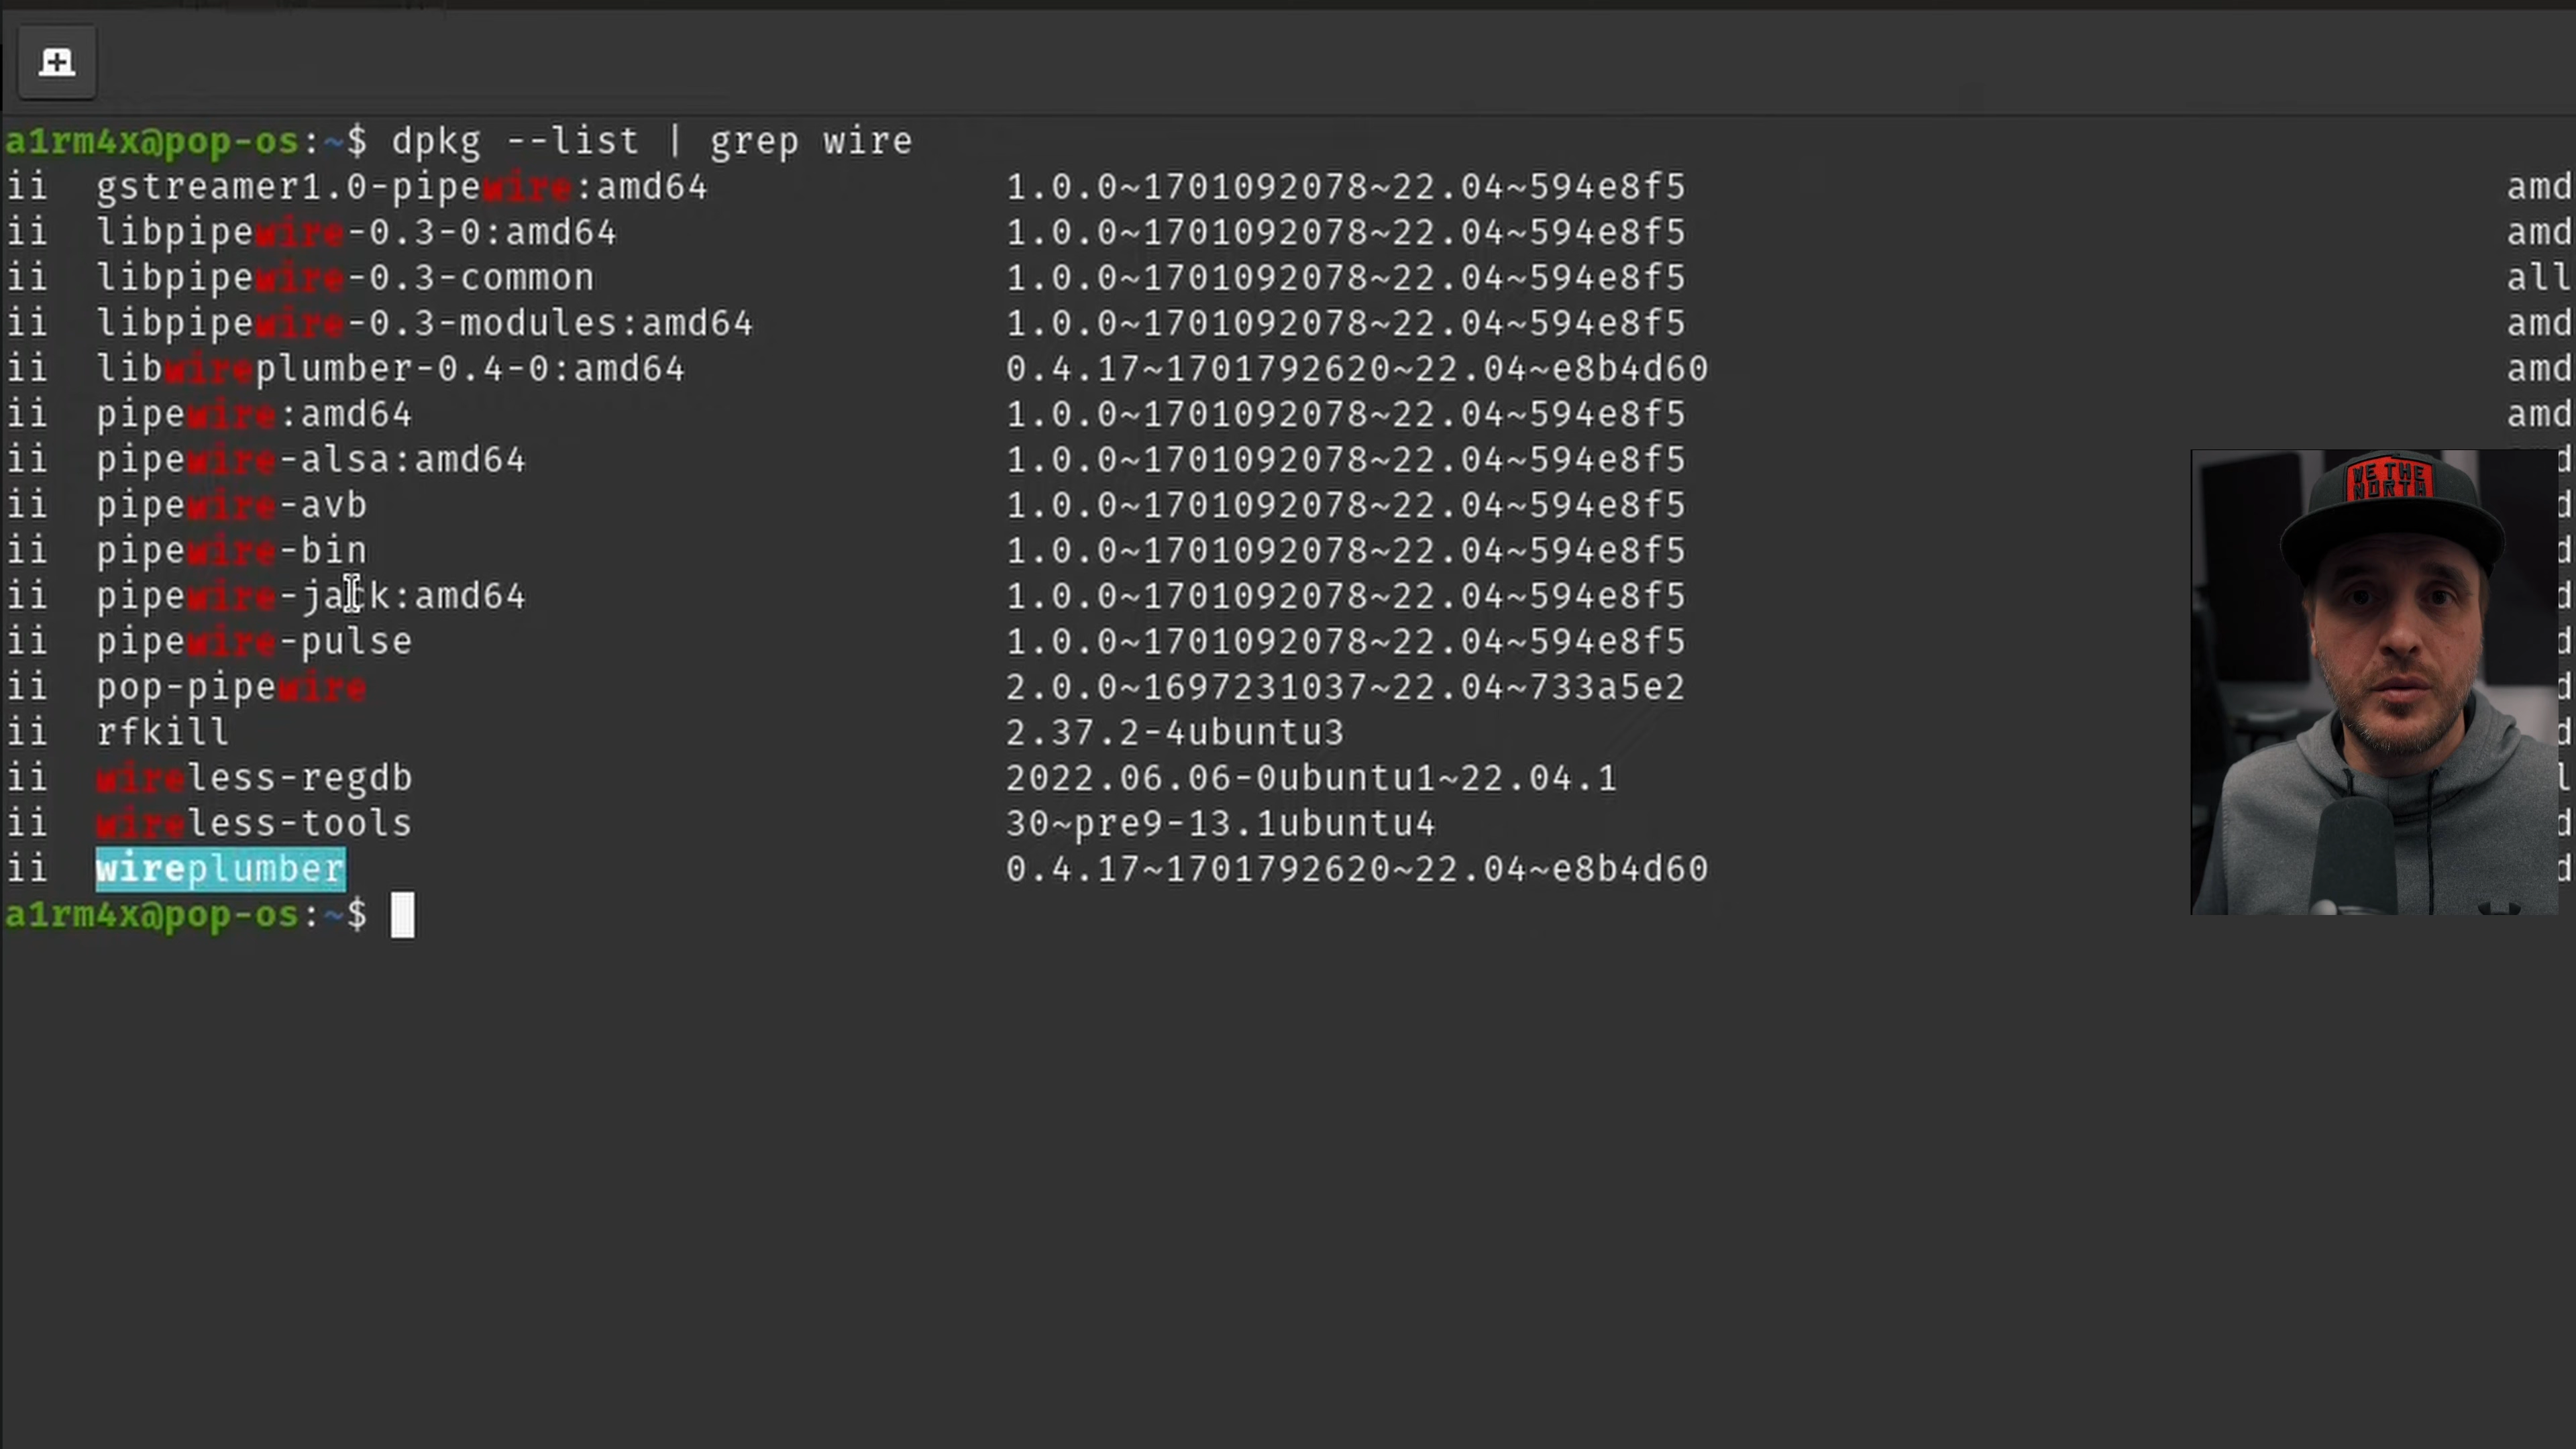 a1rm4x@pop-os:~$ dpkg --list | grep wire
ii  gstreamer1.0-pipewire:amd64  1.0.0~1701092078~22.04~594e8f5  amd
ii  libpipewire-0.3-0:amd64  1.0.0~1701092078~22.04~594e8f5  amd
ii  libpipewire-0.3-common  1.0.0~1701092078~22.04~594e8f5  all
ii  libpipewire-0.3-modules:amd64  1.0.0~1701092078~22.04~594e8f5  amd
ii  libwireplumber-0.4-0:amd64  0.4.17~1701792620~22.04~e8b4d60  amd
ii  pipewire:amd64  1.0.0~1701092078~22.04~594e8f5  amd
ii  pipewire-alsa:amd64  1.0.0~1701092078~22.04~594e8f5  d
ii  pipewire-avb  1.0.0~1701092078~22.04~594e8f5  d
ii  pipewire-bin  1.0.0~1701092078~22.04~594e8f5  d
ii  pipewire-jack:amd64  1.0.0~1701092078~22.04~594e8f5  d
ii  pipewire-pulse  1.0.0~1701092078~22.04~594e8f5  d
ii  pop-pipewire  2.0.0~1697231037~22.04~733a5e2  d
ii  rfkill  2.37.2-4ubuntu3  d
ii  wireless-regdb  2022.06.06-0ubuntu1~22.04.1  l
ii  wireless-tools  30~pre9-13.1ubuntu4  d
ii  wireplumber  0.4.17~1701792620~22.04~e8b4d60  d
a1rm4x@pop-os:~$
WE THE
NORTH